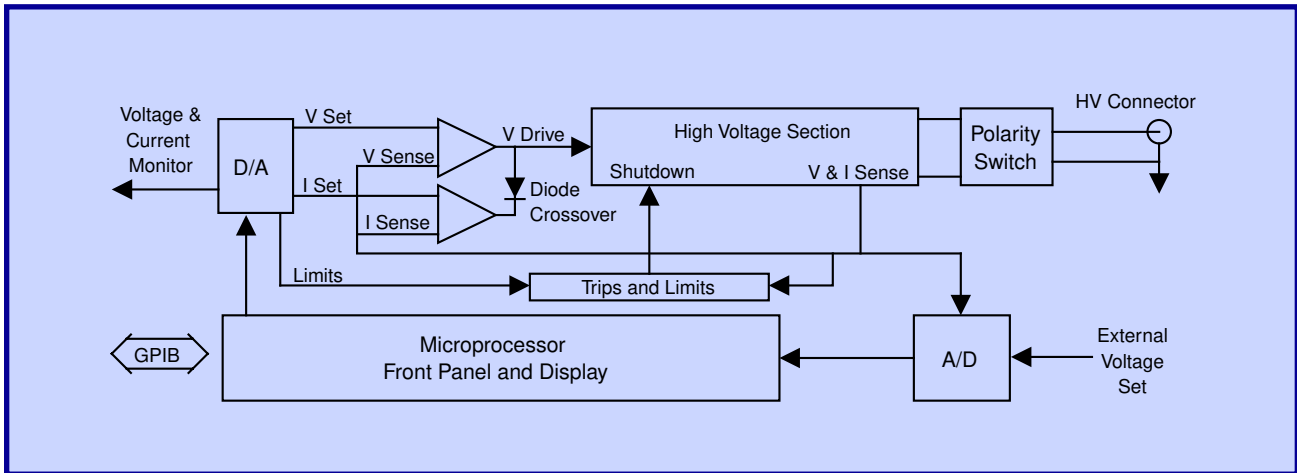 Voltage &
Current
Monitor
D/A
V Set
V Sense
I Set
I Sense
V Drive
Diode
Crossover
High Voltage Section
Shutdown
V & I Sense
Polarity
Switch
HV Connector
Limits
Trips and Limits
GPIB
Microprocessor
Front Panel and Display
A/D
External
Voltage
Set